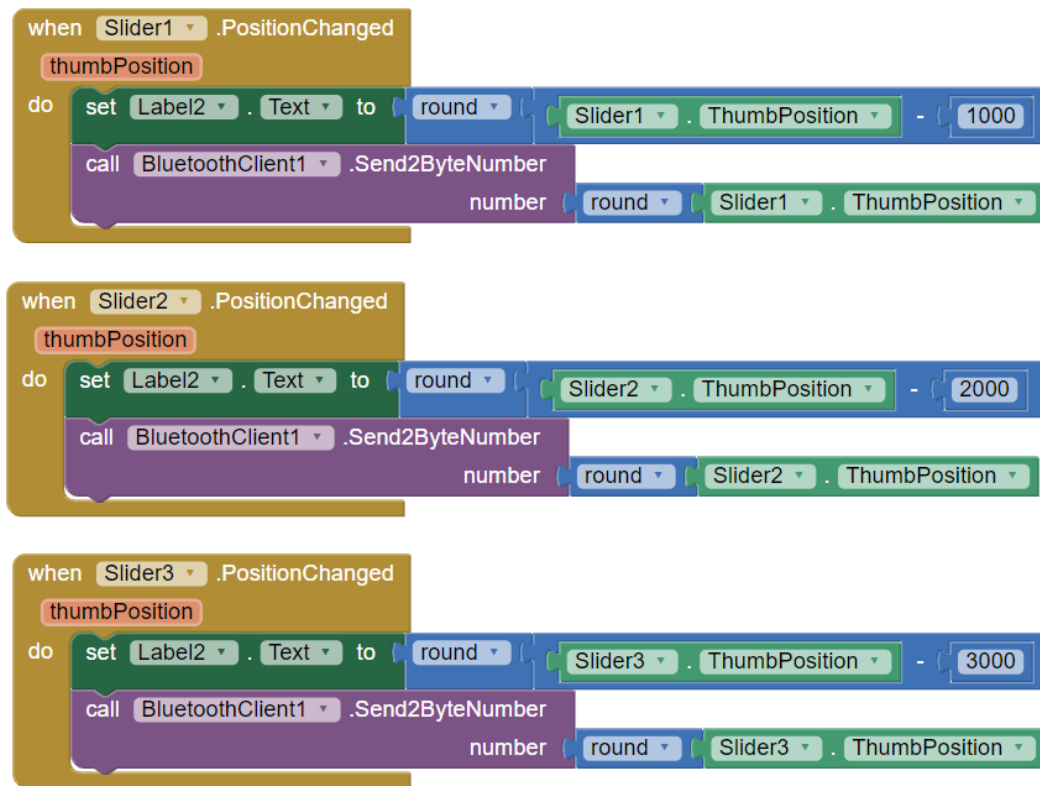 when Slider1 .PositionChanged
thumbPosition
do set Label2 . Text to round Slider1 . ThumbPosition - 1000
call BluetoothClient1 .Send2ByteNumber
number round Slider1 . ThumbPosition
when Slider2 .PositionChanged
thumbPosition
do set Label2 . Text to round Slider2 . ThumbPosition - 2000
call BluetoothClient1 .Send2ByteNumber
number round Slider2 . ThumbPosition
when Slider3 .PositionChanged
thumbPosition
do set Label2 . Text to round Slider3 . ThumbPosition - 3000
call BluetoothClient1 .Send2ByteNumber
number round Slider3 . ThumbPosition